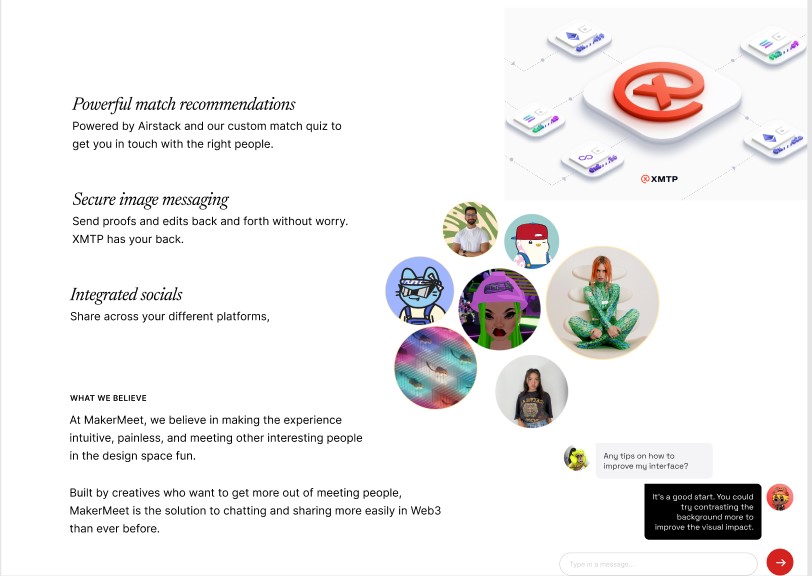 XMTP
Powerful match recommendations
Powered by Airstack and our custom match quiz to
get you in touch with the right people.
Secure image messaging
Send proofs and edits back and forth without worry.
XMTP has your back.
Integrated socials
Share across your different platforms,
WHAT WE BELIEVE
At MakerMeet, we believe in making the experience
intuitive, painless, and meeting other interesting people
in the design space fun.
Built by creatives who want to get more out of meeting people,
MakerMeet is the solution to chatting and sharing more easily in Web3
than ever before.
Any tips on how to
improve my interface?
It's a good start. You could
try contrasting the
background more to
improve the visual impact.
Type in a message...